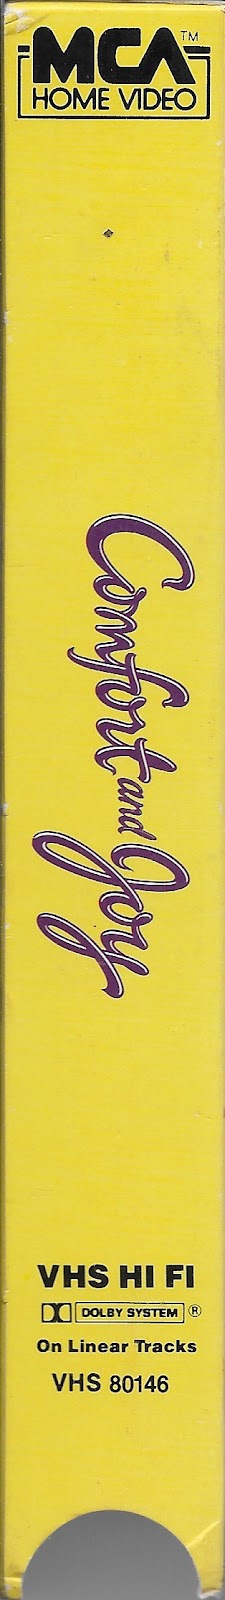 MCA™
HOME VIDEO
Comfort and Joy
VHS HI FI
DOLBY SYSTEM ®
On Linear Tracks
VHS 80146